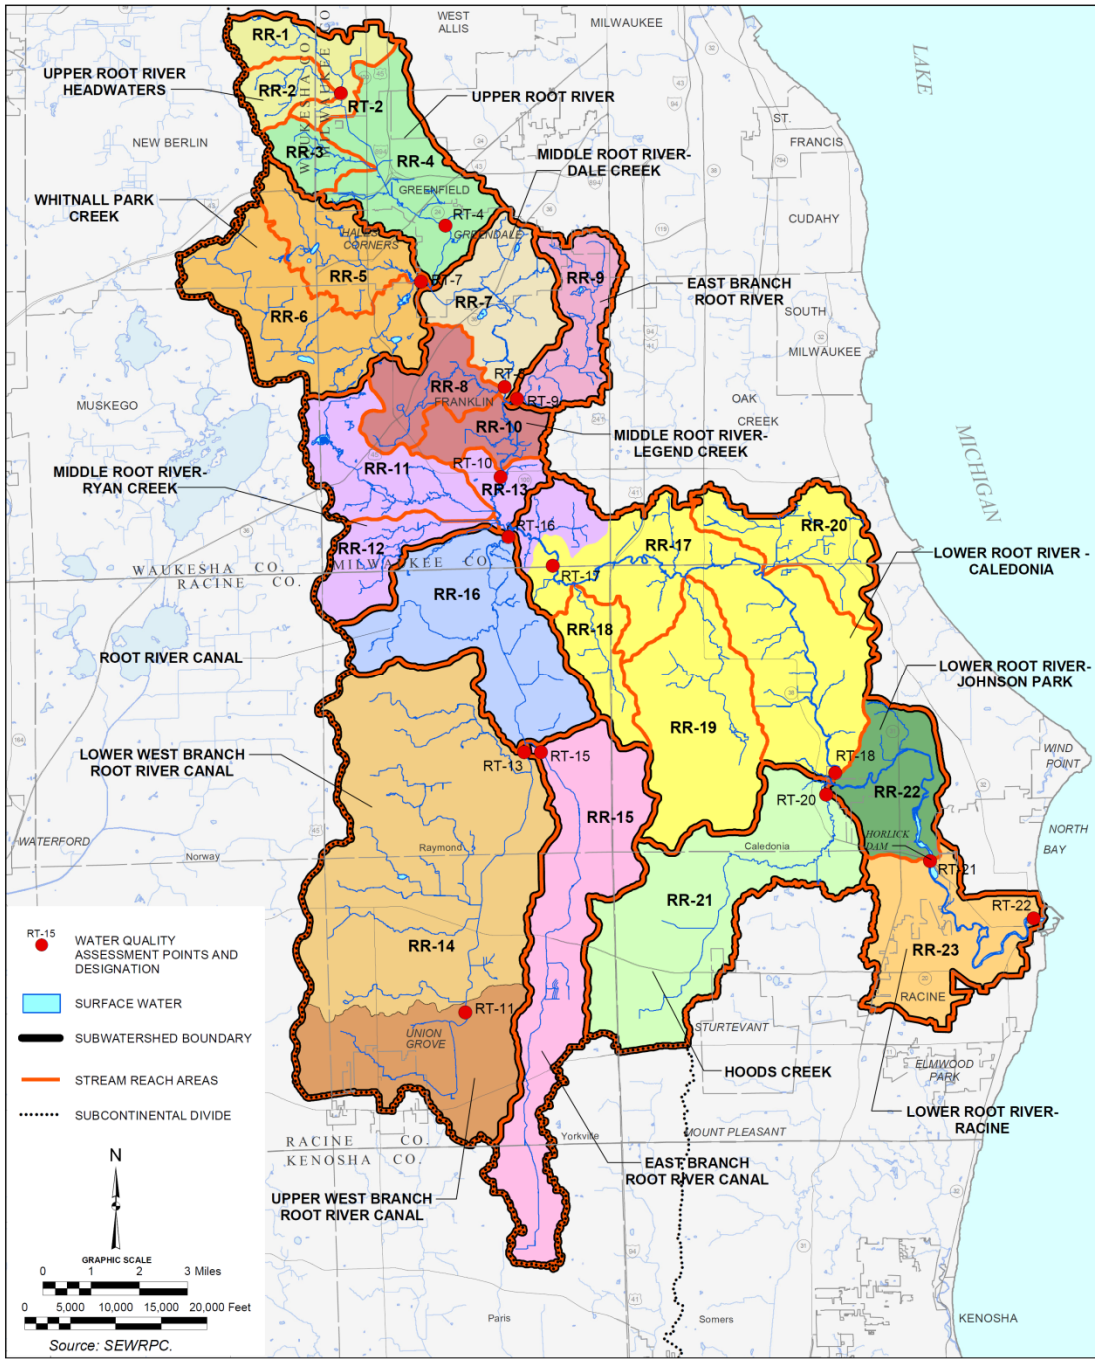 WEST
ALLIS
MILWAUKEE
LAKE
RR-1
WAUKESHA CO.
MILWAUKEE CO.
UPPER ROOT RIVER
HEADWATERS
RR-2
RT-2
UPPER ROOT RIVER
ST.
FRANCIS
NEW BERLIN
RR-3
RR-4
MIDDLE ROOT RIVER-
DALE CREEK
GREENFIELD
WHITNALL PARK
CREEK
RT-4
CUDAHY
HALES
CORNERS
GREENDALE
RR-5
RT-7
RR-9
EAST BRANCH
ROOT RIVER
RR-7
RR-6
SOUTH
MILWAUKEE
RR-8
FRANKLIN
RT-9
MUSKEGO
OAK
CREEK
RR-10
MIDDLE ROOT RIVER-
LEGEND CREEK
MICHIGAN
MIDDLE ROOT RIVER-
RYAN CREEK
RR-11
RT-10
RR-13
RT-16
RR-17
RR-20
RR-12
LOWER ROOT RIVER -
CALEDONIA
WAUKESHA CO.
RACINE CO.
MILWAUKEE CO.
RT-17
RR-16
RR-18
ROOT RIVER CANAL
LOWER ROOT RIVER-
JOHNSON PARK
RR-19
LOWER WEST BRANCH
ROOT RIVER CANAL
RT-13
RT-15
WIND
POINT
RT-18
RT-20
RR-22
RR-15
WATERFORD
HORLICK
DAM
NORTH
BAY
Norway
Raymond
Caledonia
RT-21
RR-21
RT-22
RR-14
RR-23
RACINE
RT-11
UNION
GROVE
STURTEVANT
HOODS CREEK
ELMWOOD
PARK
LOWER ROOT RIVER-
RACINE
MOUNT PLEASANT
Yorkville
RACINE CO.
KENOSHA CO.
EAST BRANCH
ROOT RIVER CANAL
UPPER WEST BRANCH
ROOT RIVER CANAL
Paris
Somers
KENOSHA
RT-15
WATER QUALITY
ASSESSMENT POINTS AND
DESIGNATION
SURFACE WATER
SUBWATERSHED BOUNDARY
STREAM REACH AREAS
SUBCONTINENTAL DIVIDE
N
GRAPHIC SCALE
0 1 2 3 Miles
0 5,000 10,000 15,000 20,000 Feet
Source: SEWRPC.